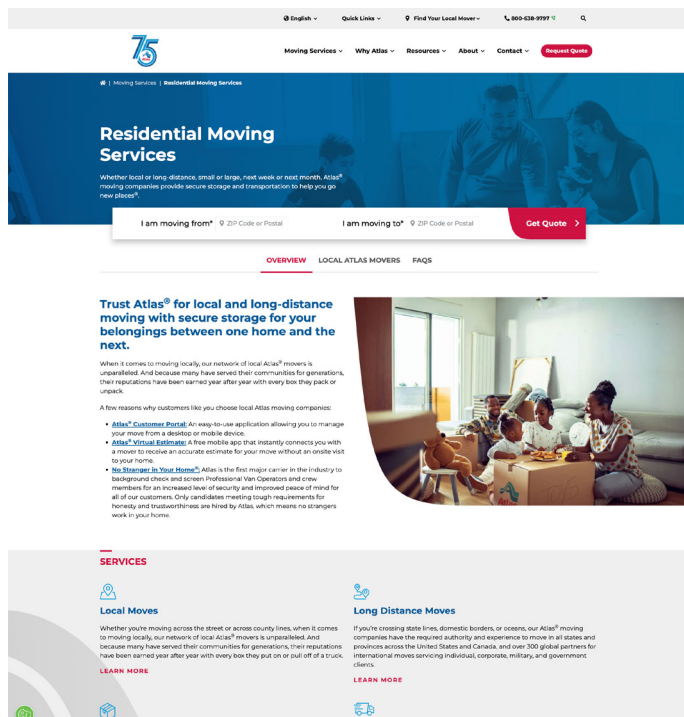 English
Quick Links
Find Your Local Mover
800-638-9797
75
Moving Services
Why Atlas
Resources
About
Contact
Request Quote
| Moving Services | Residential Moving Services
Residential Moving
Services
Whether local or long-distance, small or large, next week or next month. Atlas®
moving companies provide secure storage and transportation to help you go
new places®.
I am moving from*
ZIP Code or Postal
I am moving to*
ZIP Code or Postal
Get Quote
OVERVIEW
LOCAL ATLAS MOVERS
FAQS
Trust Atlas® for local and long-distance
moving with secure storage for your
belongings between one home and the
next.
When it comes to moving locally, our network of local Atlas® movers is
unparalleled. And because many have served their communities for generations,
their reputations have been earned year after year with every box they pack or
unpack.
A few reasons why customers like you choose local Atlas moving companies:
• Atlas® Customer Portal: An easy-to-use application allowing you to manage
your move from a desktop or mobile device.
• Atlas® Virtual Estimate: A free mobile app that instantly connects you with
a mover to receive an accurate estimate for your move without an onsite visit
to your home.
• No Stranger in Your Home®: Atlas is the first major carrier in the industry to
background check and screen Professional Van Operators and crew
members for an increased level of security and improved peace of mind for
all of our customers. Only candidates meeting tough requirements for
honesty and trustworthiness are hired by Atlas, which means no strangers
work in your home.
SERVICES
Local Moves
Whether you're moving across the street or across county lines, when it comes
to moving locally, our network of local Atlas® movers is unparalleled. And
because many have served their communities for generations, their reputations
have been earned year after year with every box they put on or pull off of a truck.
LEARN MORE
Long Distance Moves
If you're crossing state lines, domestic borders, or oceans, our Atlas® moving
companies have the required authority and experience to move in all states and
provinces across the United States and Canada, and over 300 global partners for
international moves servicing individual, corporate, military, and government
clients.
LEARN MORE